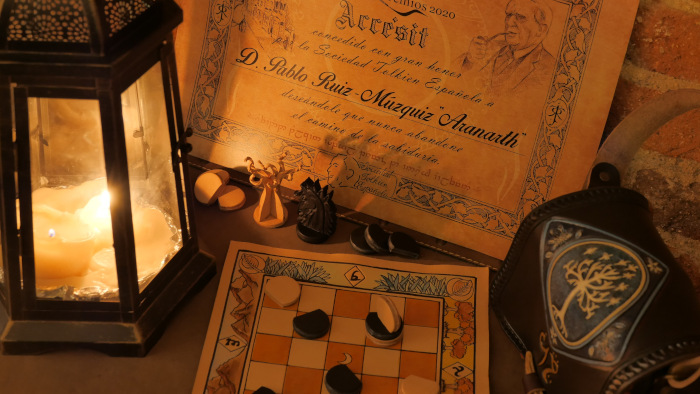 PREMIOS 2020
Accésit
concedido con gran honor
por la Sociedad Tolkien Española a
D. Pablo Ruiz-Múzquiz "Aranarth"
deseándole que nunca abandone
el camino de la sabiduría.